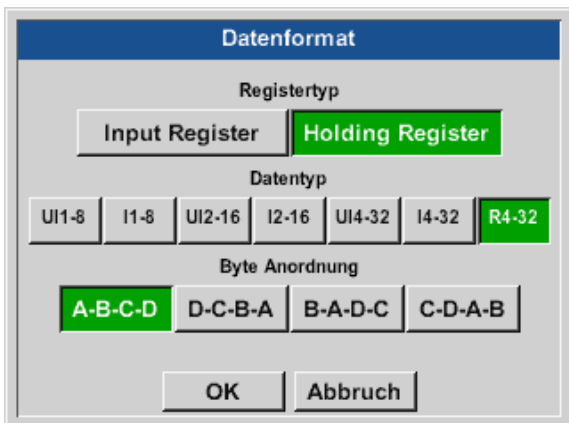 Datenformat
Registertyp
Input Register Holding Register
Datentyp
UI1-8 I1-8 UI2-16 I2-16 UI4-32 I4-32 R4-32
Byte Anordnung
A-B-C-D D-C-B-A B-A-D-C C-D-A-B
OK Abbruch